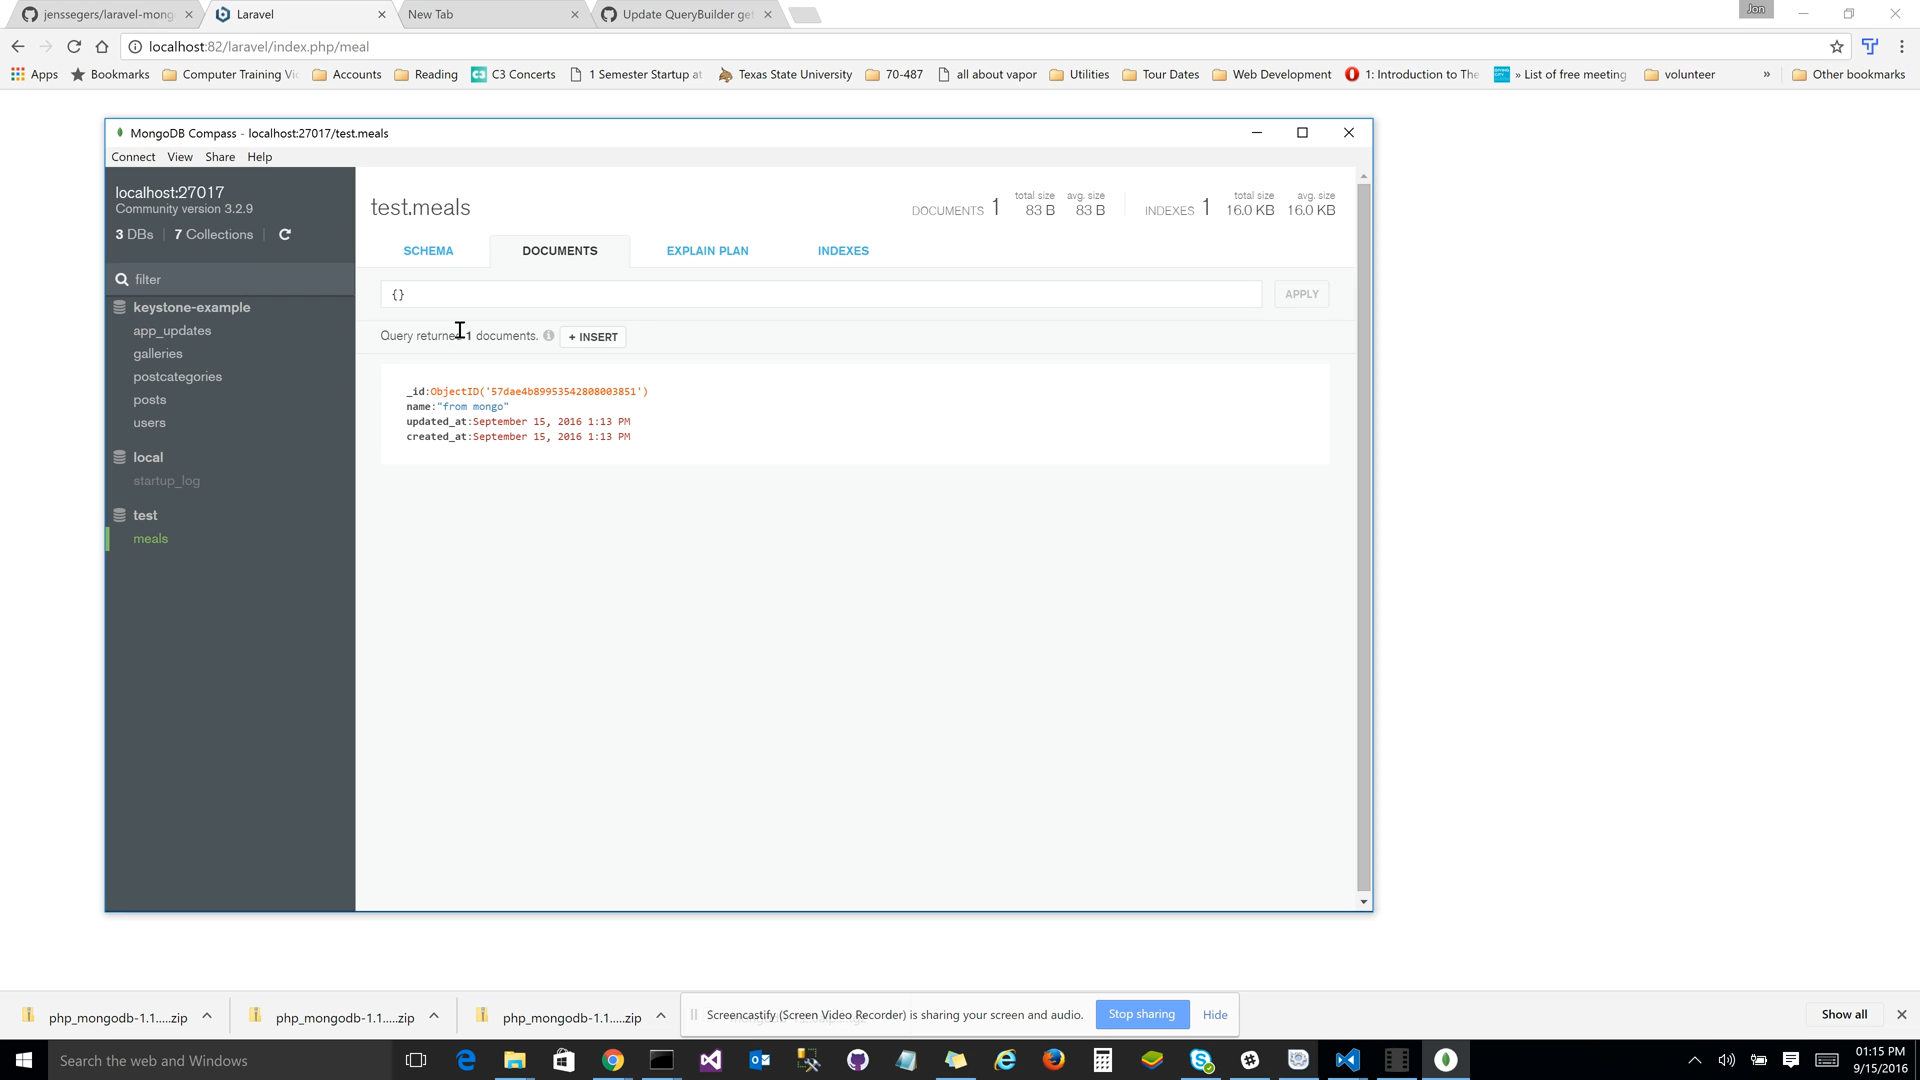 jenssegers/laravel-mong
Laravel
New Tab
Update QueryBuilder get
Jon
localhost:82/laravel/index.php/meal
Apps
Bookmarks
Computer Training Vi
Accounts
Reading
C3 Concerts
1 Semester Startup at
Texas State University
70-487
all about vapor
Utilities
Tour Dates
Web Development
1: Introduction to The
» List of free meeting
volunteer
»
Other bookmarks
MongoDB Compass - localhost:27017/test.meals
Connect View Share Help
localhost:27017
Community version 3.2.9
3 DBs
7 Collections
filter
keystone-example
app_updates
galleries
postcategories
posts
users
local
startup_log
test
meals
test.meals
DOCUMENTS 1
total size
83 B
avg. size
83 B
INDEXES 1
total size
16.0 KB
avg. size
16.0 KB
SCHEMA
DOCUMENTS
EXPLAIN PLAN
INDEXES
{}
APPLY
Query returned 1 documents.
+ INSERT
_id:ObjectID('57dae4b89953542808003851')
name:"from mongo"
updated_at:September 15, 2016 1:13 PM
created_at:September 15, 2016 1:13 PM
php_mongodb-1.1.....zip
php_mongodb-1.1.....zip
php_mongodb-1.1.....zip
Screencastify (Screen Video Recorder) is sharing your screen and audio.
Stop sharing
Hide
Show all
Search the web and Windows
01:15 PM
9/15/2016